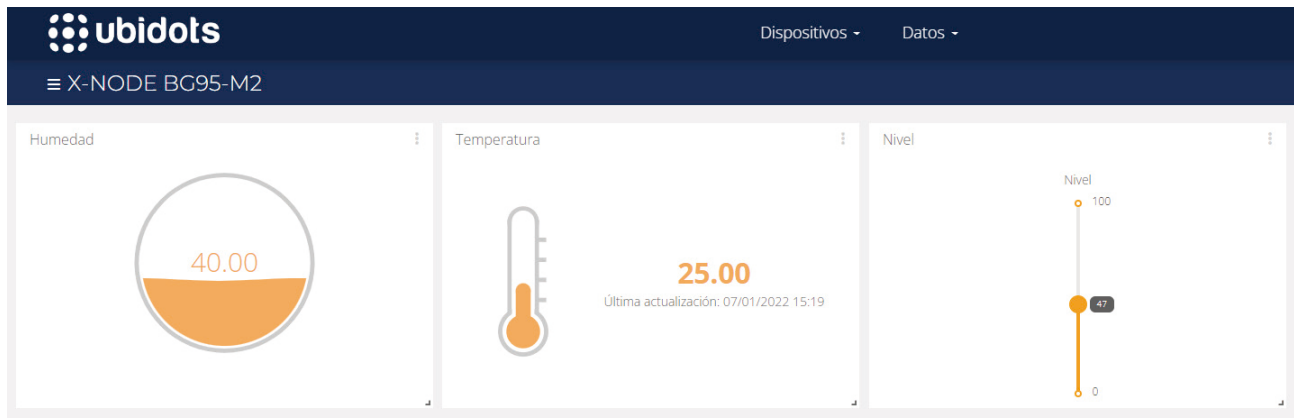 ubidots
Dispositivos
Datos
≡ X-NODE BG95-M2
Humedad
40.00
Temperatura
25.00
Última actualización: 07/01/2022 15:19
Nivel
Nivel
100
47
0